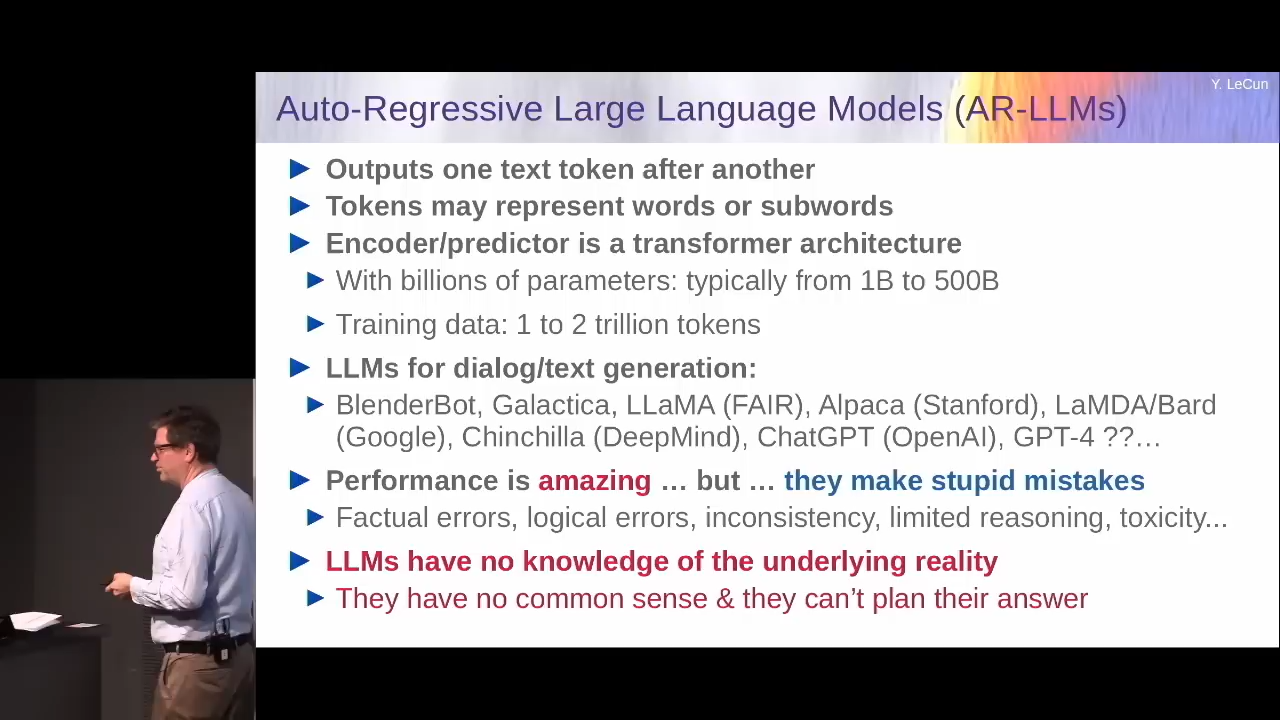 Y. LeCun
Auto-Regressive Large Language Models (AR-LLMs)
Outputs one text token after another
Tokens may represent words or subwords
Encoder/predictor is a transformer architecture
With billions of parameters: typically from 1B to 500B
Training data: 1 to 2 trillion tokens
LLMs for dialog/text generation:
BlenderBot, Galactica, LLaMA (FAIR), Alpaca (Stanford), LaMDA/Bard
(Google), Chinchilla (DeepMind), ChatGPT (OpenAI), GPT-4 ??…
Performance is amazing … but … they make stupid mistakes
Factual errors, logical errors, inconsistency, limited reasoning, toxicity...
LLMs have no knowledge of the underlying reality
They have no common sense & they can’t plan their answer